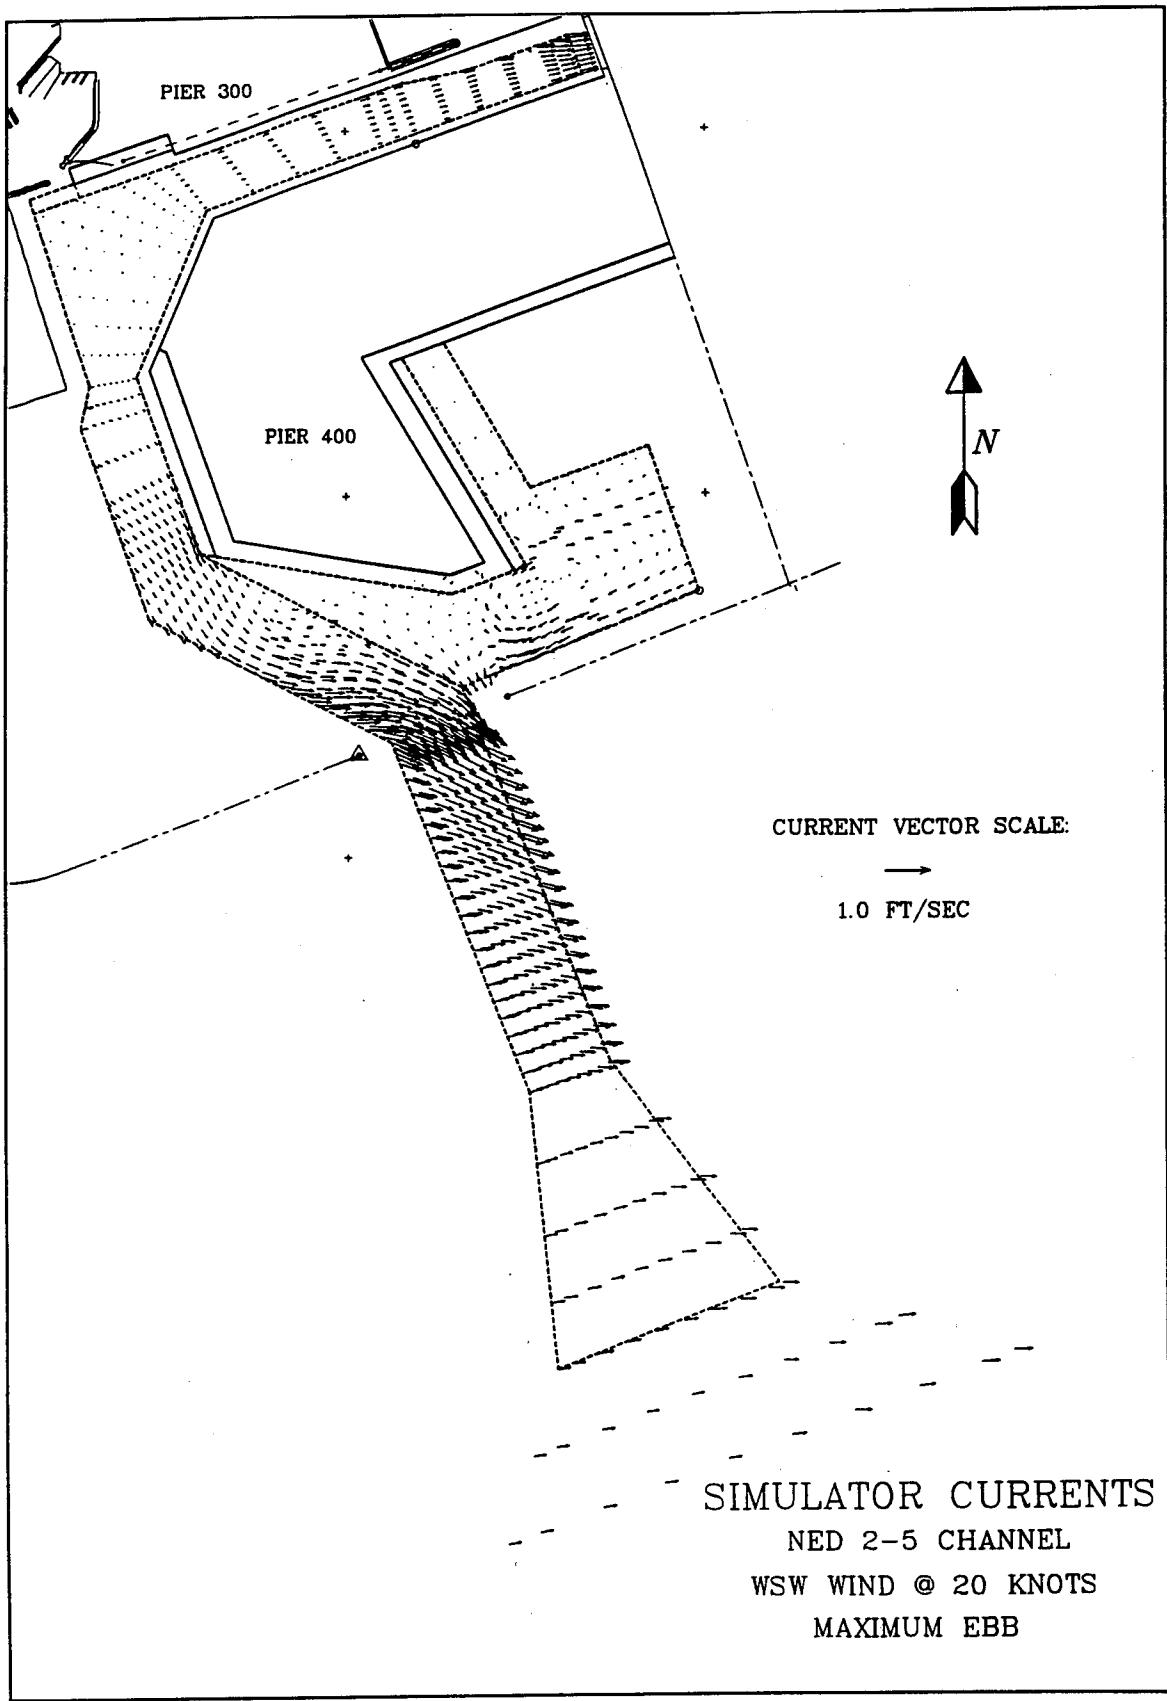 PIER 300
PIER 400
N
CURRENT VECTOR SCALE:
1.0 FT/SEC
SIMULATOR CURRENTS
NED 2-5 CHANNEL
WSW WIND @ 20 KNOTS
MAXIMUM EBB